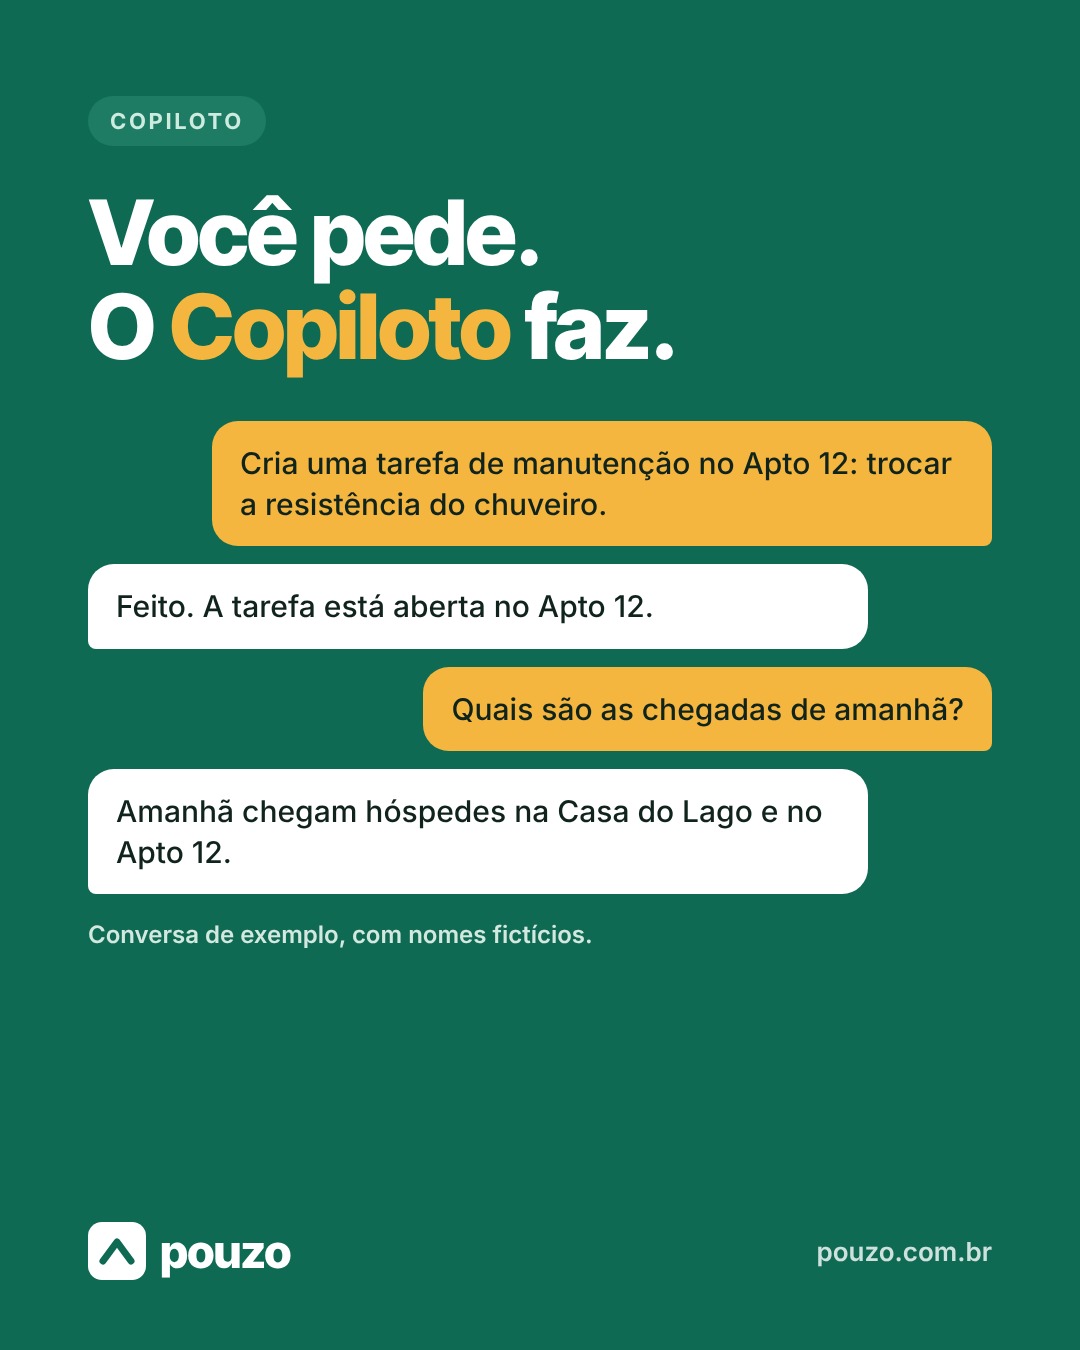 COPILOTO
Você pede.
O Copiloto faz.
Cria uma tarefa de manutenção no Apto 12: trocar
a resistência do chuveiro.
Feito. A tarefa está aberta no Apto 12.
Quais são as chegadas de amanhã?
Amanhã chegam hóspedes na Casa do Lago e no
Apto 12.
Conversa de exemplo, com nomes fictícios.
pouzo
pouzo.com.br